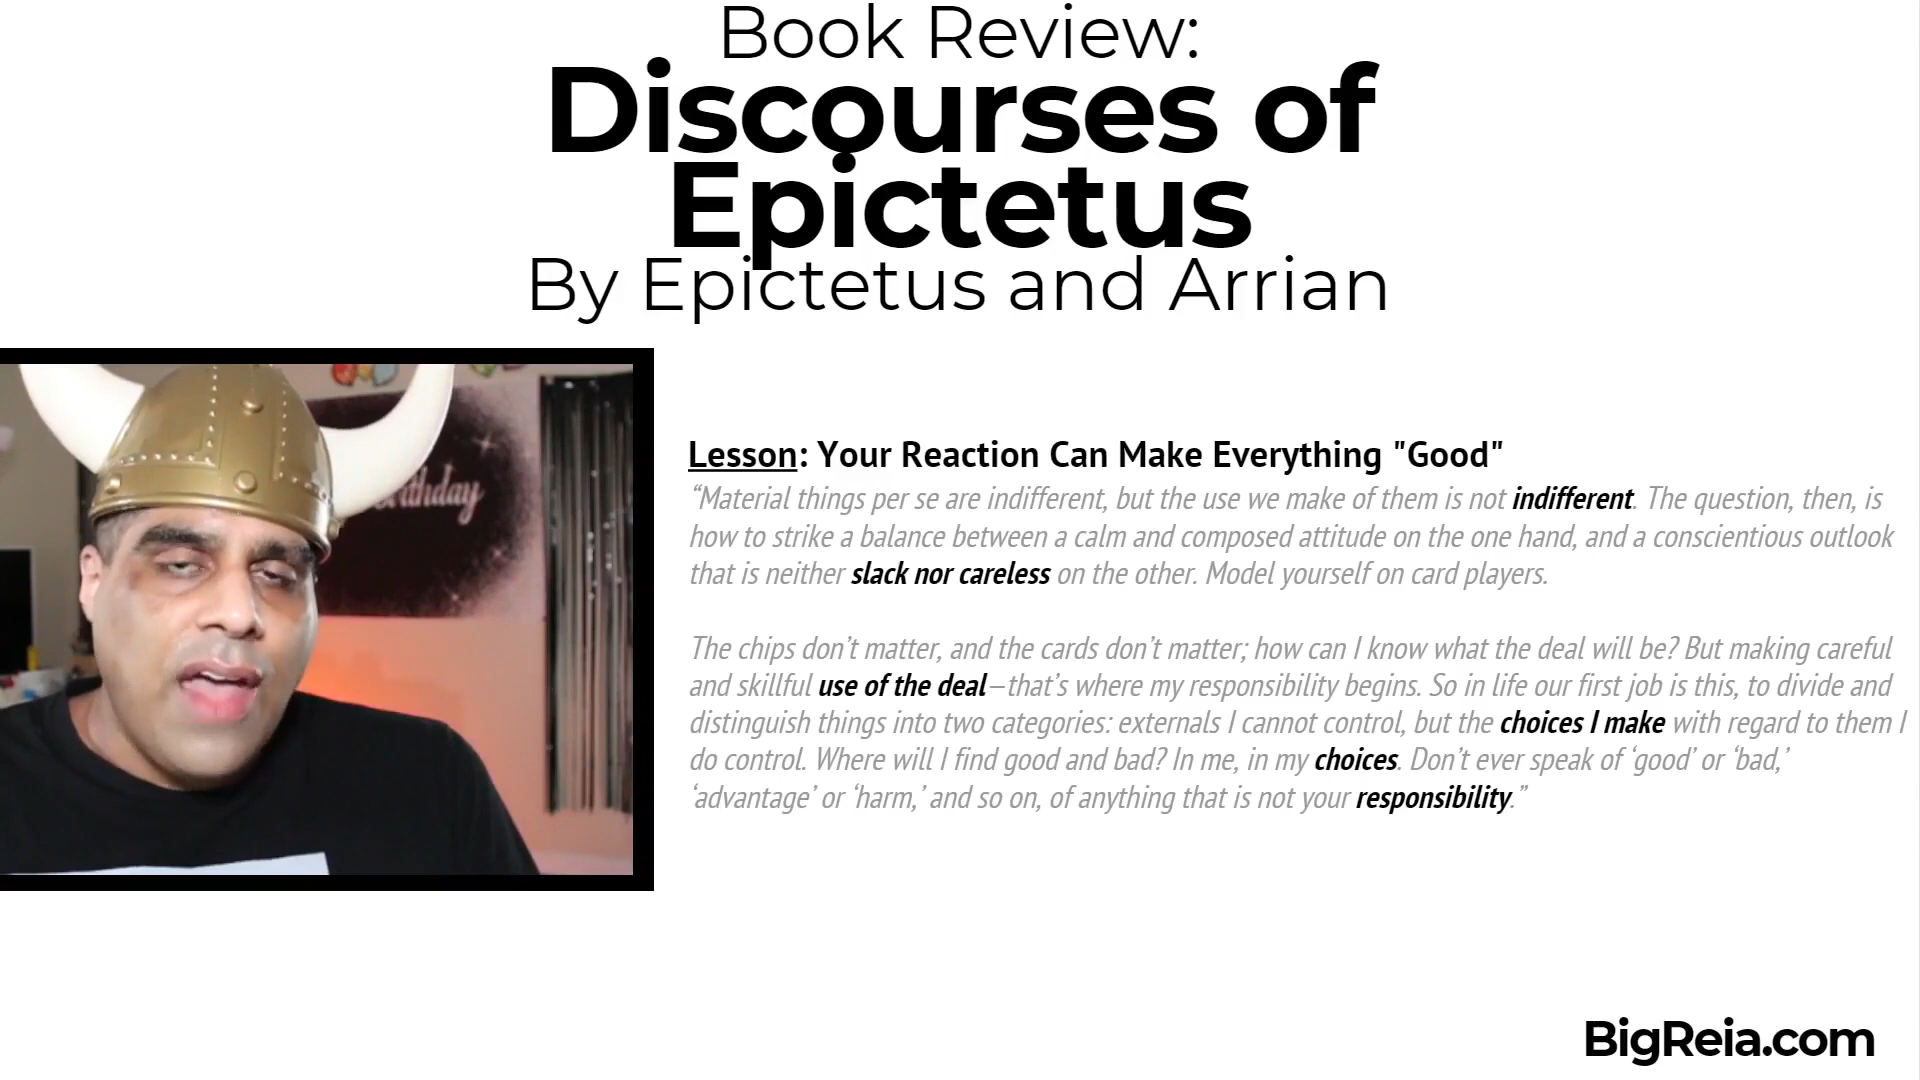 Book Review:
Discourses of
Epictetus
By Epictetus and Arrian
Lesson: Your Reaction Can Make Everything "Good"
“Material things per se are indifferent, but the use we make of them is not indifferent. The question, then, is
how to strike a balance between a calm and composed attitude on the one hand, and a conscientious outlook
that is neither slack nor careless on the other. Model yourself on card players.
The chips don’t matter, and the cards don’t matter; how can I know what the deal will be? But making careful
and skillful use of the deal—that’s where my responsibility begins. So in life our first job is this, to divide and
distinguish things into two categories: externals I cannot control, but the choices I make with regard to them I
do control. Where will I find good and bad? In me, in my choices. Don’t ever speak of ‘good’ or ‘bad,’
‘advantage’ or ‘harm,’ and so on, of anything that is not your responsibility.”
BigReia.com